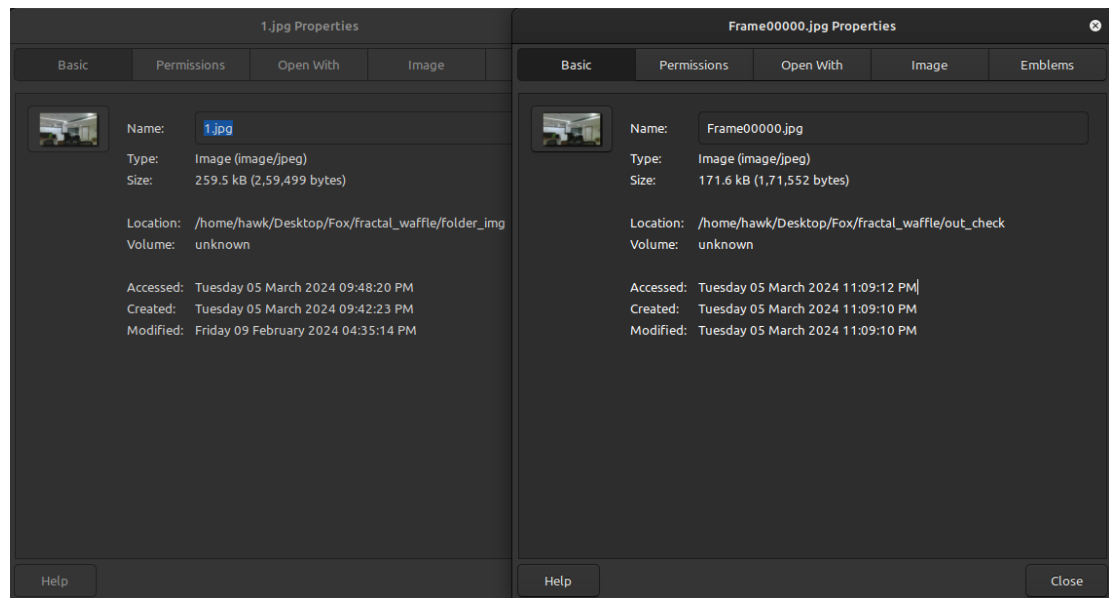 1.jpg Properties
Basic Permissions Open With Image
Name: 1.jpg
Type: Image (image/jpeg)
Size: 259.5 kB (2,59,499 bytes)
Location: /home/hawk/Desktop/Fox/fractal_waffle/folder_img
Volume: unknown
Accessed: Tuesday 05 March 2024 09:48:20 PM
Created: Tuesday 05 March 2024 09:42:23 PM
Modified: Friday 09 February 2024 04:35:14 PM
Help
Frame00000.jpg Properties
Basic Permissions Open With Image Emblems
Name: Frame00000.jpg
Type: Image (image/jpeg)
Size: 171.6 kB (1,71,552 bytes)
Location: /home/hawk/Desktop/Fox/fractal_waffle/out_check
Volume: unknown
Accessed: Tuesday 05 March 2024 11:09:12 PM
Created: Tuesday 05 March 2024 11:09:10 PM
Modified: Tuesday 05 March 2024 11:09:10 PM
Help Close